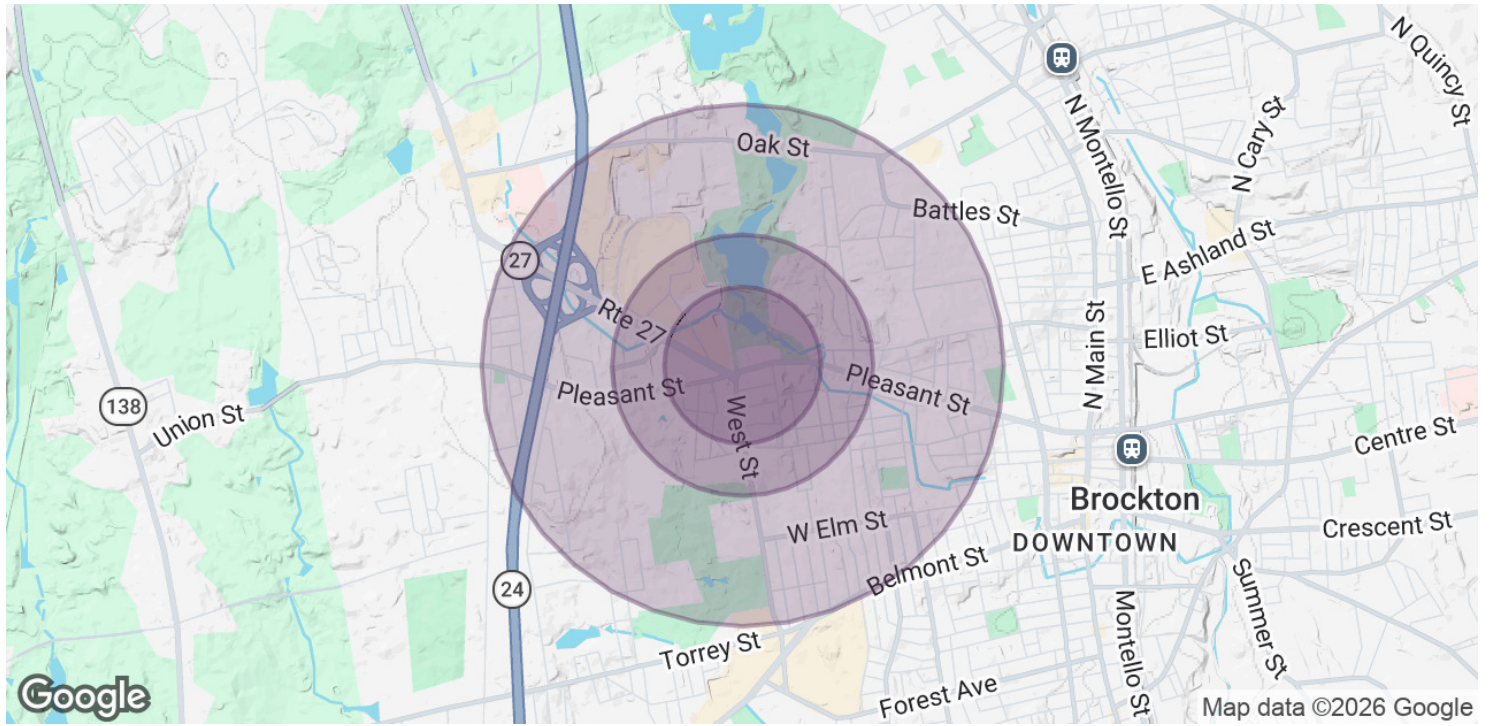 N Quincy St
N Montello St
N Cary St
Oak St
Battles St
E Ashland St
27
Rte 27
N Main St
Elliot St
Pleasant St
Pleasant St
138
Union St
West St
Centre St
Brockton
W Elm St
DOWNTOWN
Crescent St
Belmont St
24
Summer St
Montello St
Torrey St
Forest Ave
Google
Map data ©2026 Google